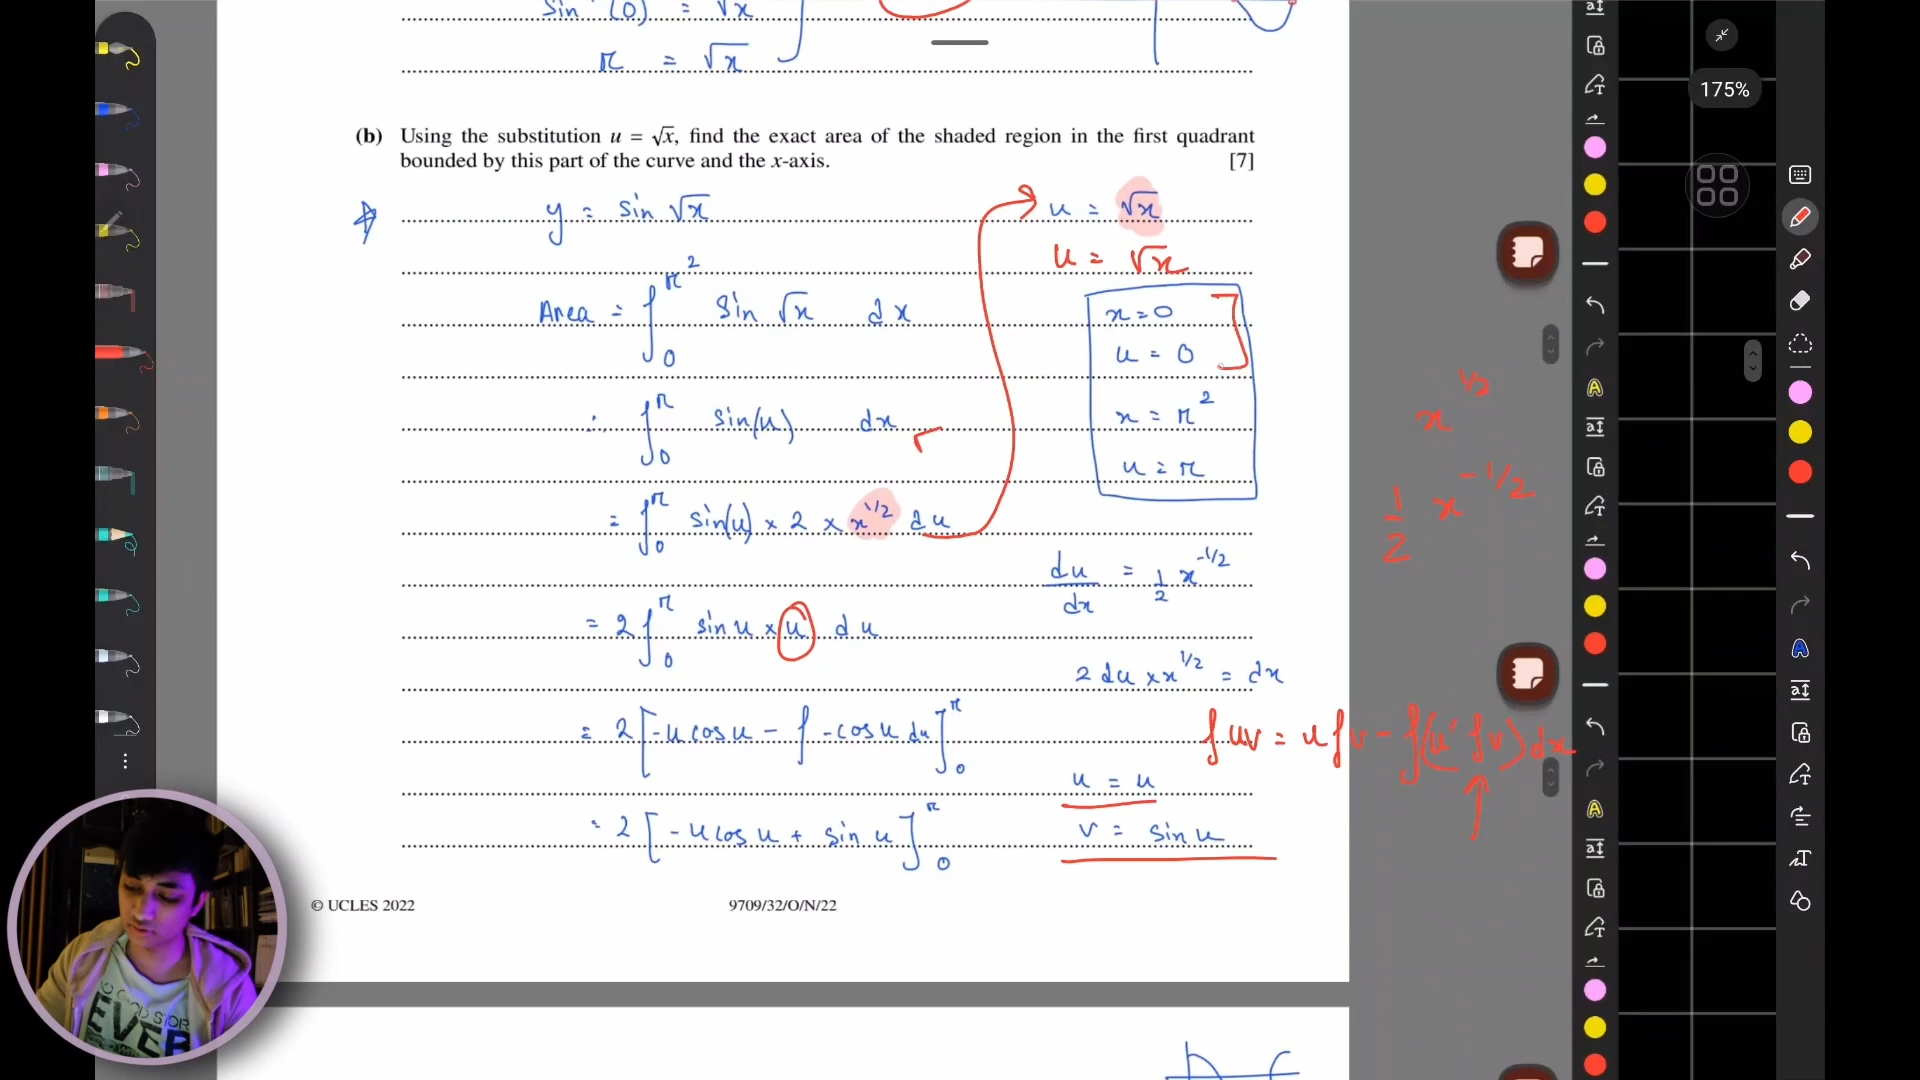 sin⁻¹(0) = √x
π = √x
175%
(b) Using the substitution u = √x, find the exact area of the shaded region in the first quadrant
bounded by this part of the curve and the x-axis. [7]
y = sin √x
u = √x
u = √x
Area = ∫₀^π² sin √x dx
x = 0
u = 0
x = π²
u = π
∴ ∫₀^π sin(u) dx
= ∫₀^π sin(u) × 2 × x^1/2 du
x^1/2
1/2 x^-1/2
du/dx = 1/2 x^-1/2
= 2 ∫₀^π sin u × u du
2 du × x^1/2 = dx
= 2 [-u cos u - ∫ -cos u du]₀^π
∫ uv = u ∫ v - ∫ (u' ∫ v) dx
u = u
= 2 [-u cos u + sin u]₀^π
v = sin u
© UCLES 2022
9709/32/O/N/22
EVER